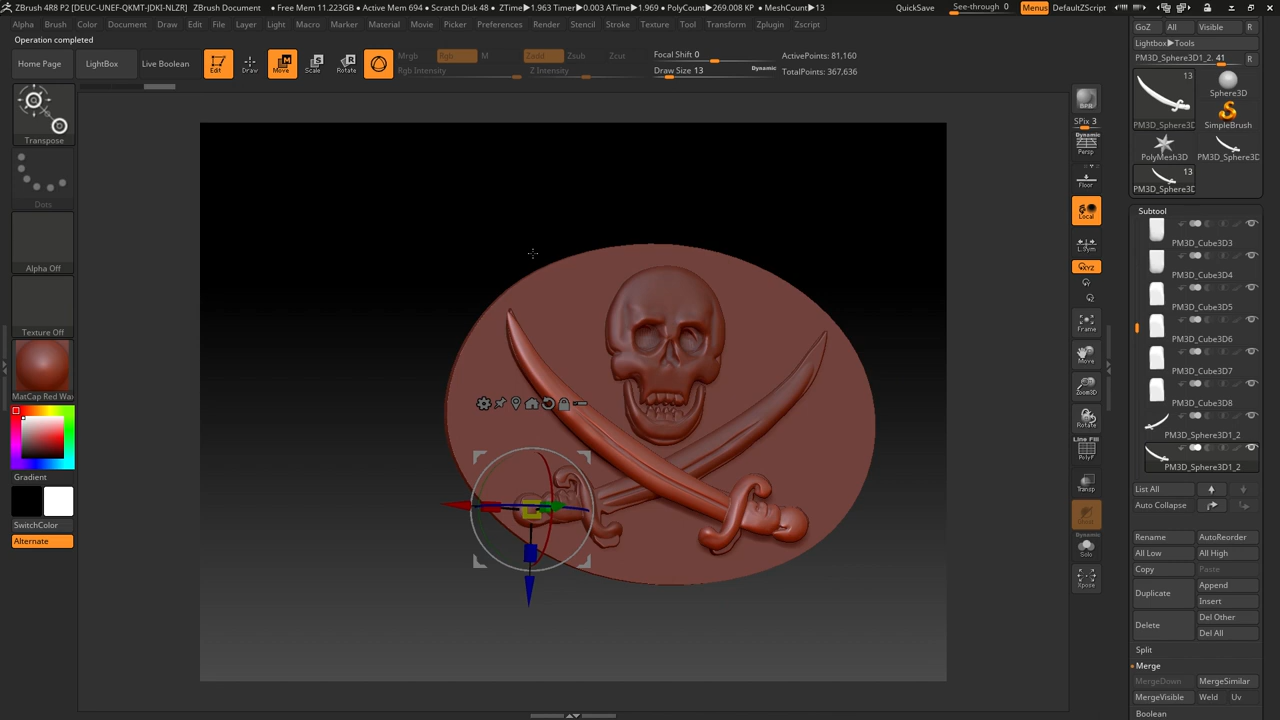 ZBrush 4R8 P2 [DEUC-UNEF-QKMT-JDKI-NLZR] ZBrush Document • Free Mem 11.223GB • Active Mem 694 • Scratch Disk 48 • ZTime▶1.963 Timer▶0.003 ATime▶1.969 • PolyCount▶269.008 KP • MeshCount▶13 QuickSave See-through 0 Menus DefaultZScript
Alpha Brush Color Document Draw Edit File Layer Light Macro Marker Material Movie Picker Preferences Render Stencil Stroke Texture Tool Transform Zplugin Zscript
Operation completed
Home Page LightBox Live Boolean Edit Draw Move Scale Rotate
Mrgb Rgb M Zadd Zsub Zcut
Rgb Intensity Z Intensity
Focal Shift 0
Draw Size 13 Dynamic
ActivePoints: 81,160
TotalPoints: 367,636
Transpose
Dots
Alpha Off
Texture Off
MatCap Red Wax
Gradient
SwitchColor
Alternate
BPR
SPix 3
Dynamic
Persp
Floor
Local
L.Sym
XYZ
Frame
Move
Zoom3D
Rotate
Line Fill
PolyF
Transp
Ghost
Dynamic
Solo
Xpose
GoZ All Visible R
Lightbox▶Tools
PM3D_Sphere3D1_2. 41 R
13
PM3D_Sphere3D
Sphere3D
SimpleBrush
PolyMesh3D PM3D_Sphere3D
13
PM3D_Sphere3D
Subtool
PM3D_Cube3D3
PM3D_Cube3D4
PM3D_Cube3D5
PM3D_Cube3D6
PM3D_Cube3D7
PM3D_Cube3D8
PM3D_Sphere3D1_2
PM3D_Sphere3D1_2
List All
Auto Collapse
Rename AutoReorder
All Low All High
Copy Paste
Duplicate Append
Insert
Delete Del Other
Del All
Split
Merge
MergeDown MergeSimilar
MergeVisible Weld Uv
Boolean